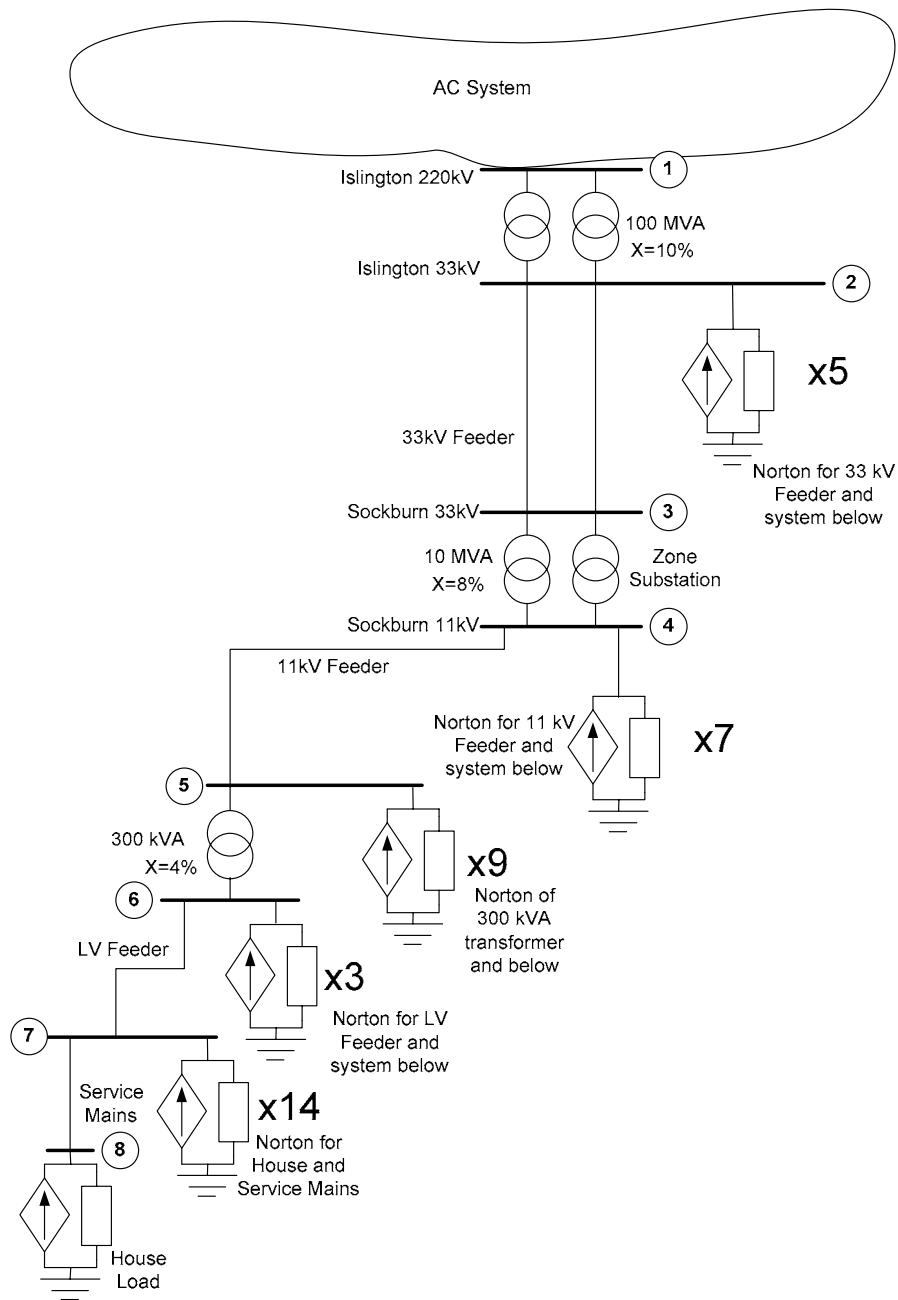 AC System
Islington 220kV
1
100 MVA
X=10%
Islington 33kV
2
x5
33kV Feeder
Norton for 33 kV
Feeder and
system below
Sockburn 33kV
3
10 MVA
X=8%
Zone
Substation
Sockburn 11kV
4
11kV Feeder
Norton for 11 kV
Feeder and
system below
x7
5
300 kVA
X=4%
x9
Norton of
300 kVA
transformer
and below
6
LV Feeder
x3
Norton for LV
Feeder and
system below
7
Service
Mains
x14
Norton for
House and
Service Mains
8
House
Load